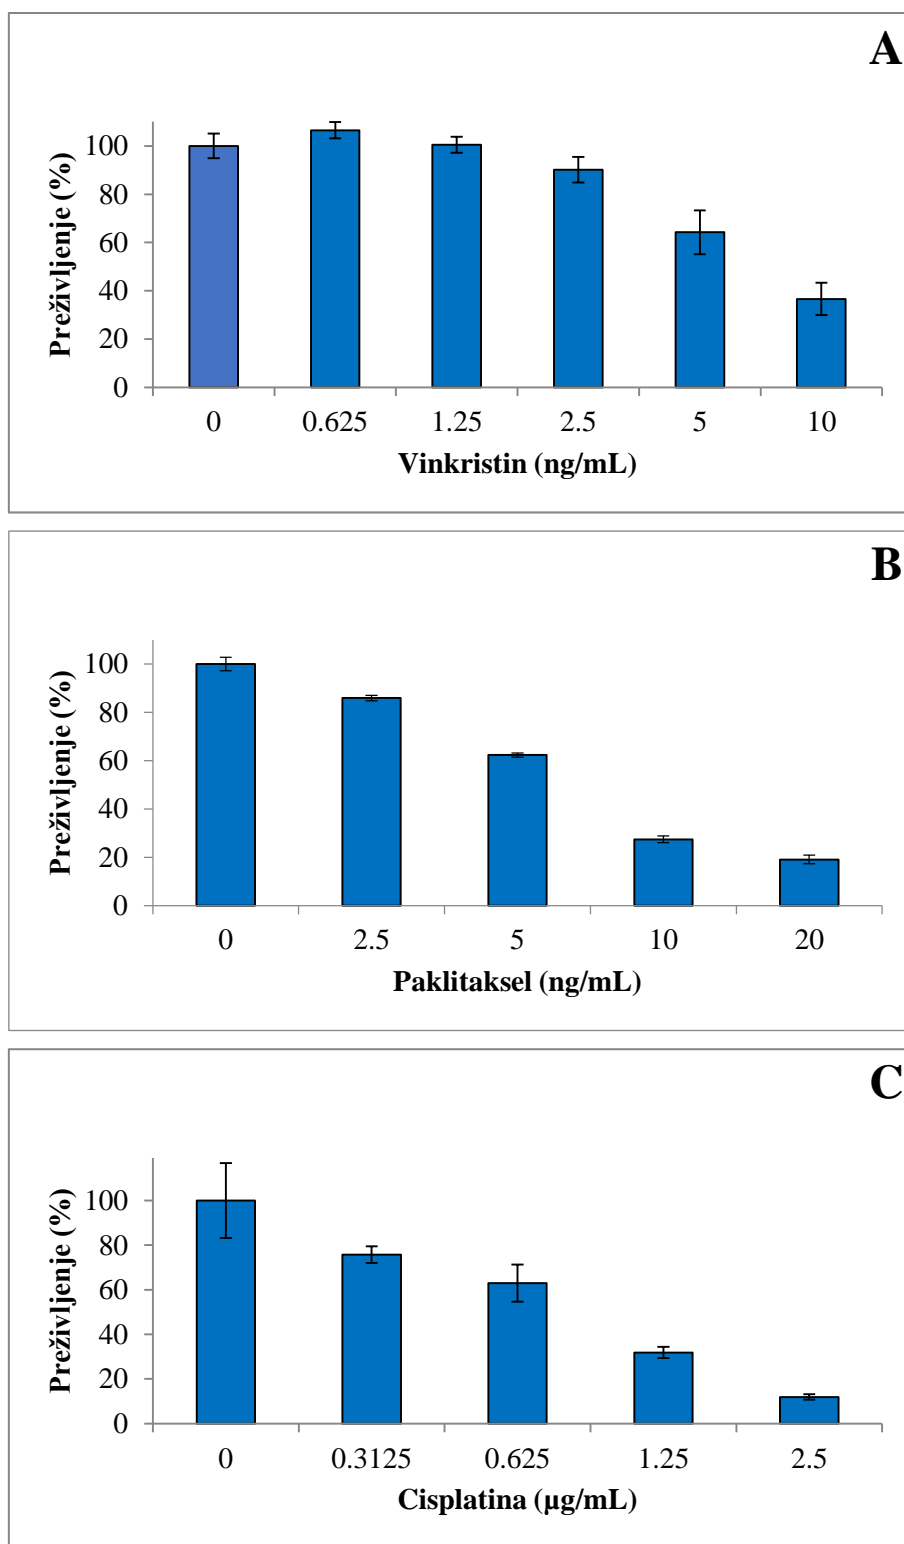 A
Preživljenje (%)
100
80
60
40
20
0
0 0.625 1.25 2.5 5 10
Vinkristin (ng/mL)
B
Preživljenje (%)
100
80
60
40
20
0
0 2.5 5 10 20
Paklitaksel (ng/mL)
C
Preživljenje (%)
100
80
60
40
20
0
0 0.3125 0.625 1.25 2.5
Cisplatina (µg/mL)